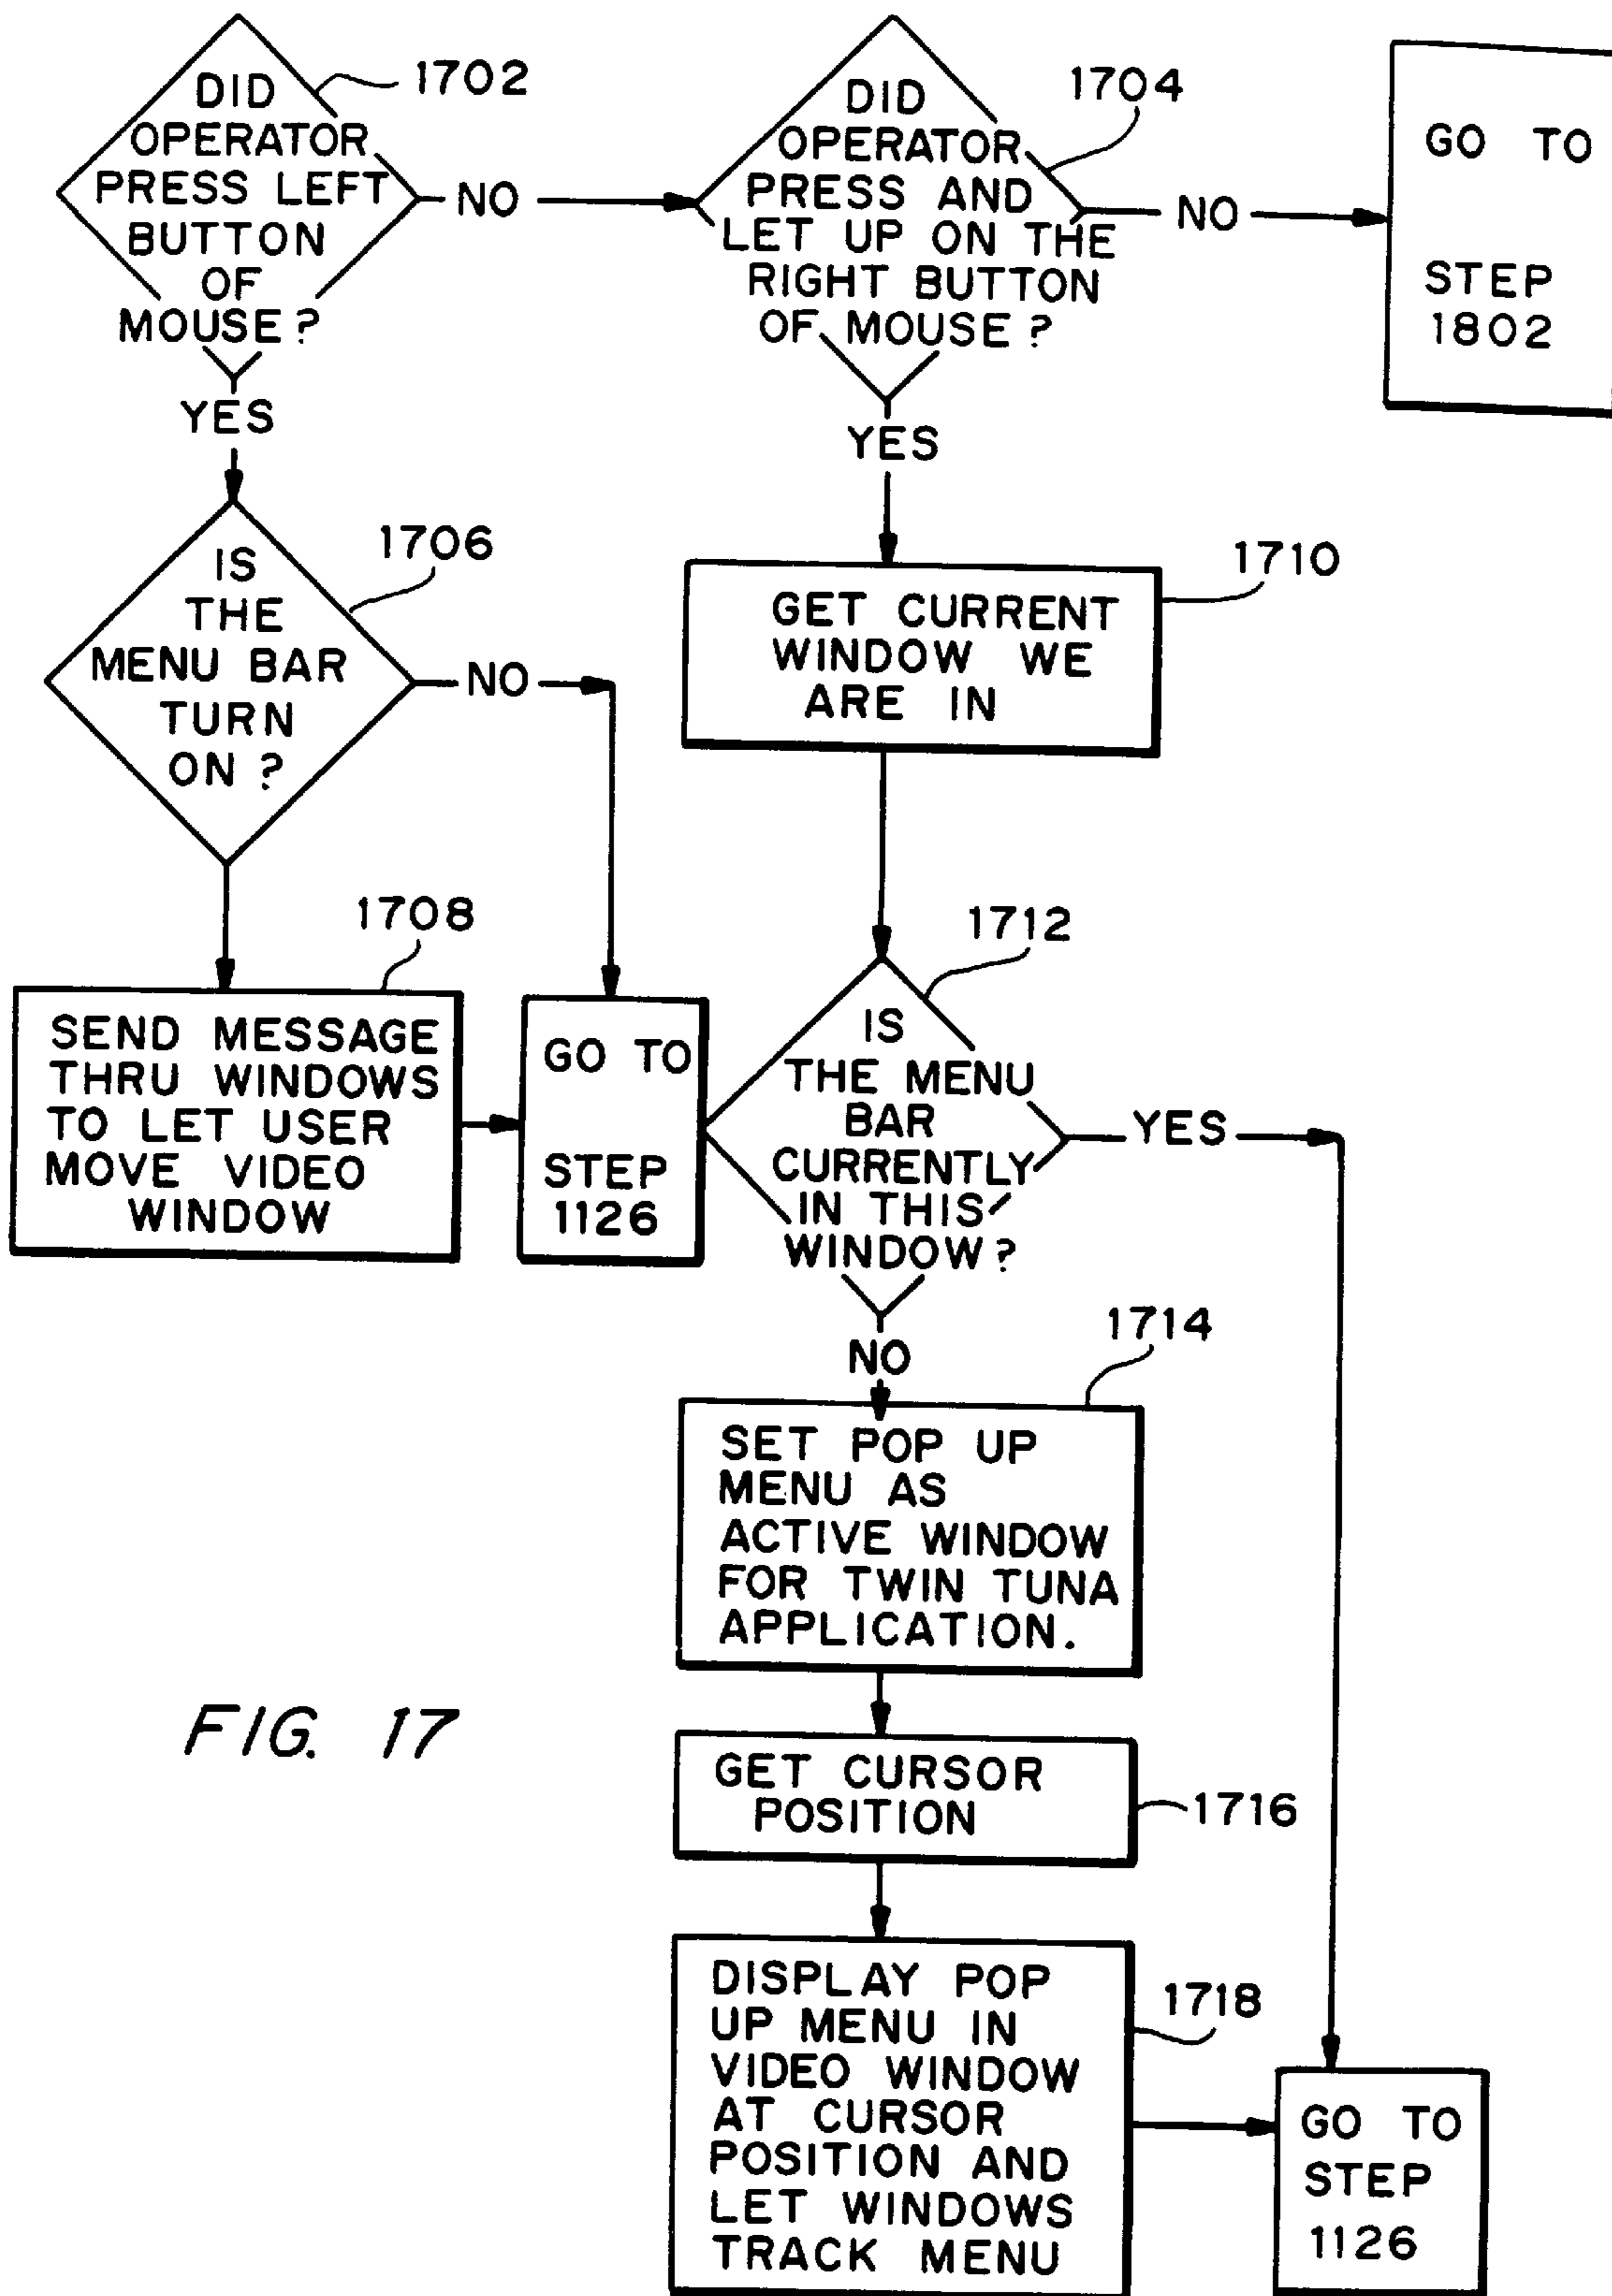 DID
OPERATOR
PRESS LEFT
BUTTON
OF
MOUSE?
1702
NO
YES
DID
OPERATOR
PRESS AND
LET UP ON THE
RIGHT BUTTON
OF MOUSE?
1704
NO
YES
GO TO
STEP
1802
IS
THE
MENU BAR
TURN
ON?
1706
NO
1708
SEND MESSAGE
THRU WINDOWS
TO LET USER
MOVE VIDEO
WINDOW
GO TO
STEP
1126
1710
GET CURRENT
WINDOW WE
ARE IN
1712
IS
THE MENU
BAR
CURRENTLY
IN THIS
WINDOW?
YES
NO
1714
SET POP UP
MENU AS
ACTIVE WINDOW
FOR TWIN TUNA
APPLICATION.
GET CURSOR
POSITION
1716
DISPLAY POP
UP MENU IN
VIDEO WINDOW
AT CURSOR
POSITION AND
LET WINDOWS
TRACK MENU
1718
GO TO
STEP
1126
FIG. 17